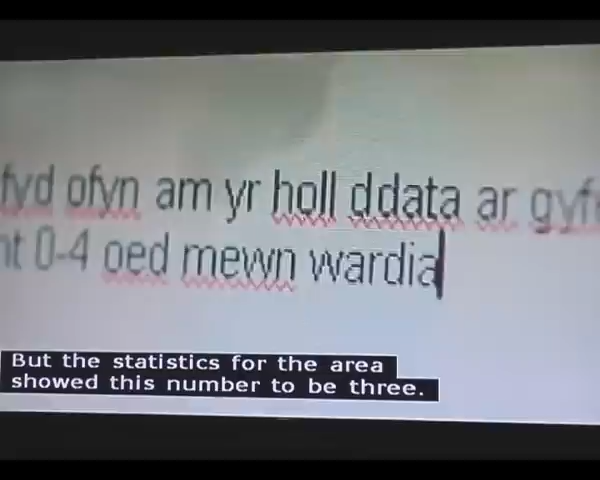 fyd ofyn am yr holl ddata ar gyf
nt 0-4 oed mewn wardia
But the statistics for the area
showed this number to be three.